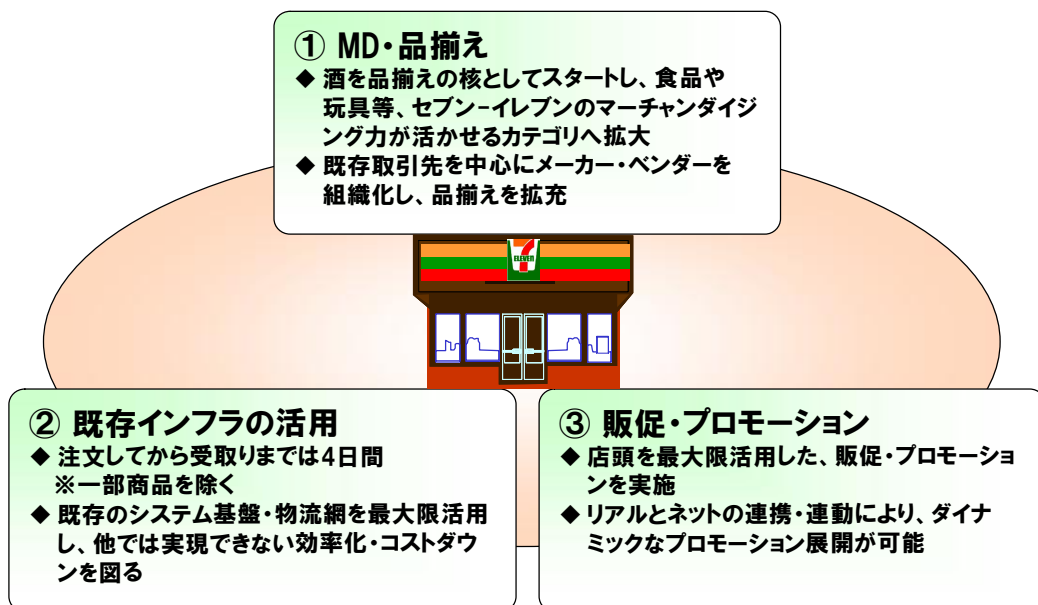 ① MD・品揃え
◆ 酒を品揃えの核としてスタートし、食品や
玩具等、セブン-イレブンのマーチャンダイジ
ング力が活かせるカテゴリへ拡大
◆ 既存取引先を中心にメーカー・ベンダーを
組織化し、品揃えを拡充
7
ELEVEn
② 既存インフラの活用
◆ 注文してから受取りまでは4日間
※一部商品を除く
◆ 既存のシステム基盤・物流網を最大限活用
し、他では実現できない効率化・コストダウ
ンを図る
③ 販促・プロモーション
◆ 店頭を最大限活用した、販促・プロモーショ
ンを実施
◆ リアルとネットの連携・連動により、ダイナ
ミックなプロモーション展開が可能